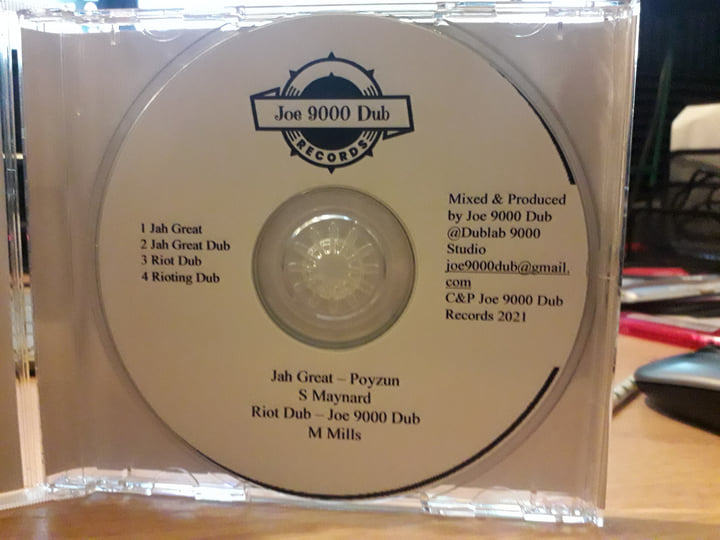 Joe 9000 Dub
RECORDS
1 Jah Great
2 Jah Great Dub
3 Riot Dub
4 Rioting Dub
Mixed & Produced
by Joe 9000 Dub
@Dublab 9000
Studio
joe9000dub@gmail.
com
C&P Joe 9000 Dub
Records 2021
Jah Great – Poyzun
S Maynard
Riot Dub – Joe 9000 Dub
M Mills